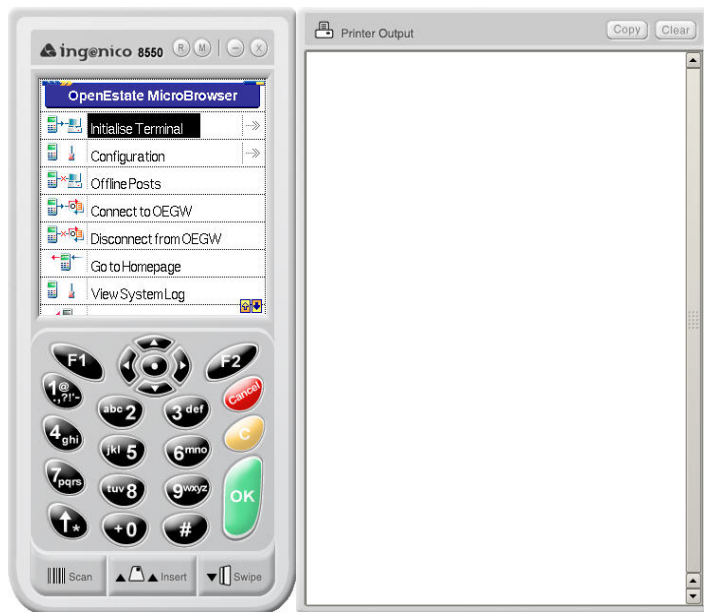 ingenico 8550 R M - X
OpenEstate MicroBrowser
Initialise Terminal
Configuration
Offline Posts
Connect to OEGW
Disconnect from OEGW
Go to Homepage
View System Log
F1 F2
1 @ .,?!'-
abc 2
3 def
Cancel
4 ghi
jkl 5
6 mno
C
7 pqrs
tuv 8
9 wxyz
OK
*
+ 0
#
Scan
Insert
Swipe
Printer Output
Copy
Clear